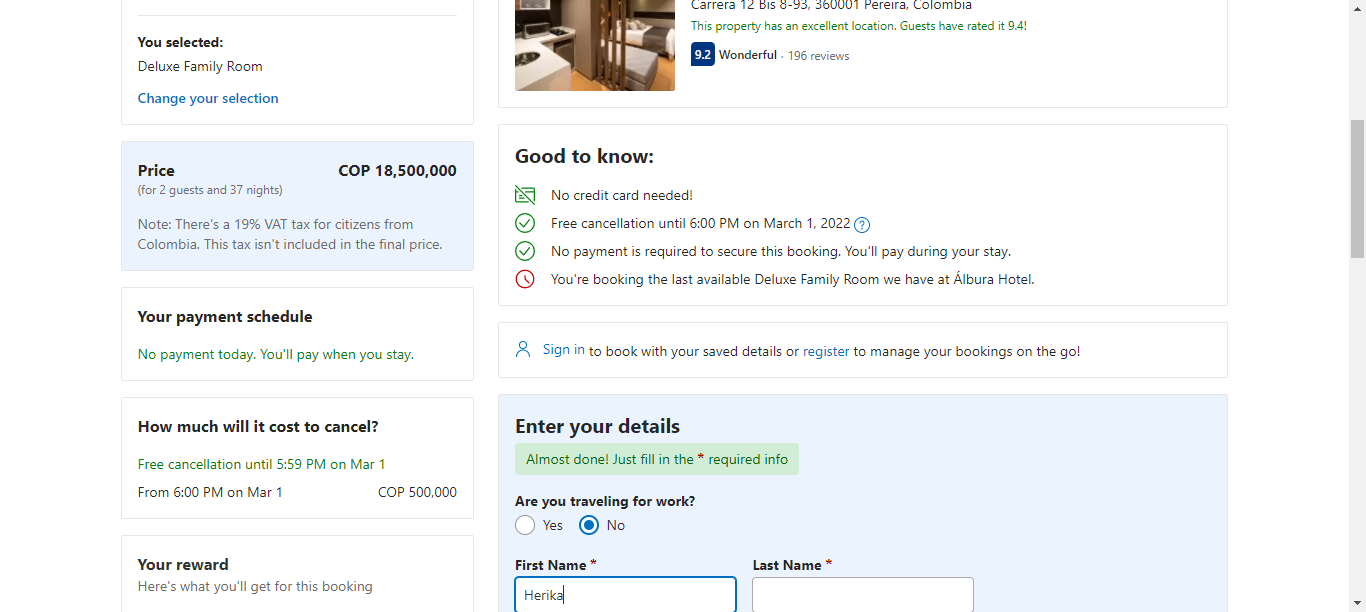 You selected:
Deluxe Family Room
Change your selection
Price COP 18,500,000
(for 2 guests and 37 nights)
Note: There's a 19% VAT tax for citizens from
Colombia. This tax isn't included in the final price.
Your payment schedule
No payment today. You'll pay when you stay.
How much will it cost to cancel?
Free cancellation until 5:59 PM on Mar 1
From 6:00 PM on Mar 1 COP 500,000
Your reward
Here's what you'll get for this booking
Carrera 12 Bis 8-93, 360001 Pereira, Colombia
This property has an excellent location. Guests have rated it 9.4!
9.2 Wonderful · 196 reviews
Good to know:
No credit card needed!
Free cancellation until 6:00 PM on March 1, 2022 ?
No payment is required to secure this booking. You'll pay during your stay.
You're booking the last available Deluxe Family Room we have at Álbura Hotel.
Sign in to book with your saved details or register to manage your bookings on the go!
Enter your details
Almost done! Just fill in the * required info
Are you traveling for work?
Yes No
First Name * Last Name *
Herika